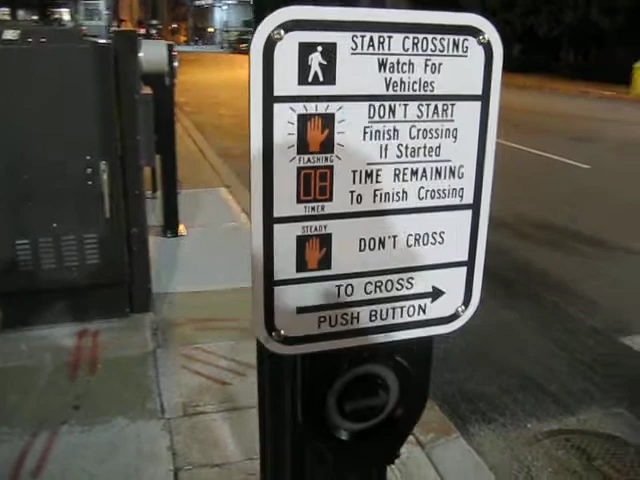 START CROSSING
Watch For
Vehicles
DON'T START
Finish Crossing
If Started
FLASHING
08
TIME REMAINING
To Finish Crossing
TIMER
STEADY
DON'T CROSS
TO CROSS
PUSH BUTTON